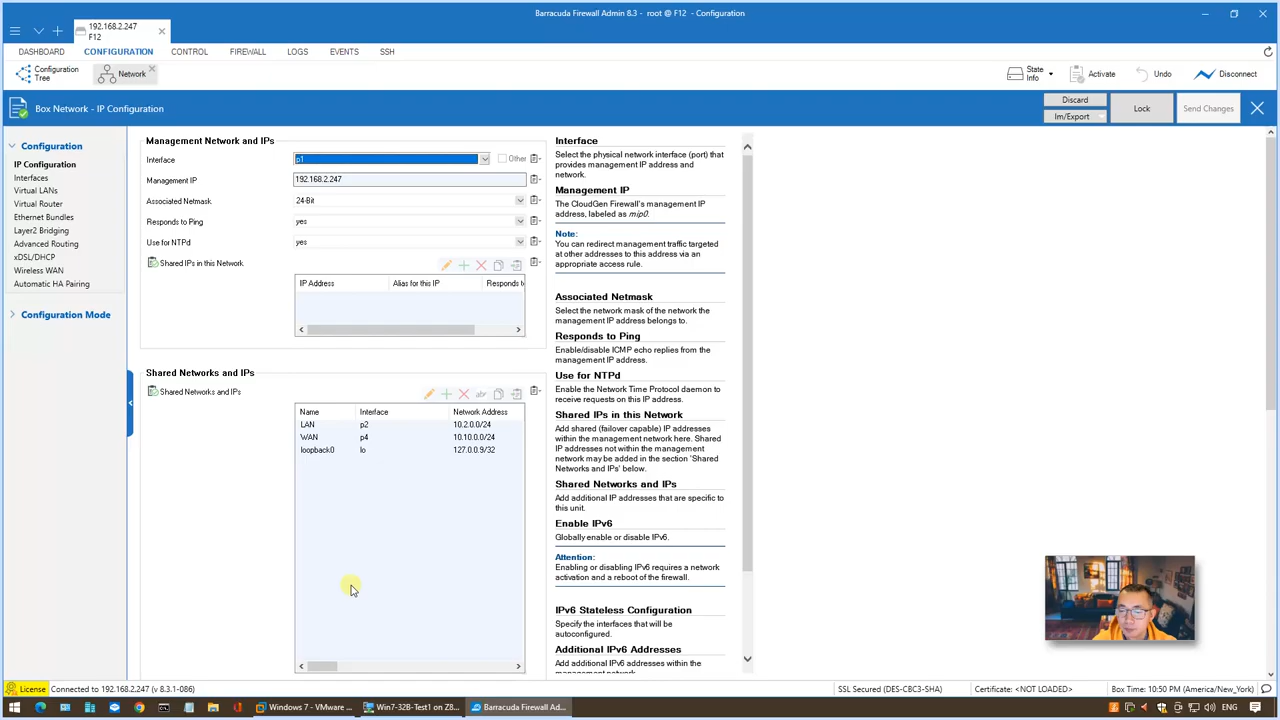 Barracuda Firewall Admin 8.3 - root @ F12 - Configuration
192.168.2.247
F12
DASHBOARD CONFIGURATION CONTROL FIREWALL LOGS EVENTS SSH
Configuration Tree
Network
State Info
Activate
Undo
Disconnect
Box Network - IP Configuration
Discard
Im/Export
Lock
Send Changes
Configuration
IP Configuration
Interfaces
Virtual LANs
Virtual Router
Ethernet Bundles
Layer2 Bridging
Advanced Routing
xDSL/DHCP
Wireless WAN
Automatic HA Pairing
Configuration Mode
Management Network and IPs
Interface p1 Other
Management IP 192.168.2.247
Associated Netmask 24-Bit
Responds to Ping yes
Use for NTPd yes
Shared IPs in this Network
IP Address Alias for this IP Responds t
Shared Networks and IPs
Shared Networks and IPs
Name Interface Network Address
LAN p2 10.2.0.0/24
WAN p4 10.10.0.0/24
loopback0 lo 127.0.0.9/32
Interface
Select the physical network interface (port) that
provides management IP address and
network.
Management IP
The CloudGen Firewall's management IP
address, labeled as mip0.
Note:
You can redirect management traffic targeted
at other addresses to this address via an
appropriate access rule.
Associated Netmask
Select the network mask of the network the
management IP address belongs to.
Responds to Ping
Enable/disable ICMP echo replies from the
management IP address.
Use for NTPd
Enable the Network Time Protocol daemon to
receive requests on this IP address.
Shared IPs in this Network
Add shared (failover capable) IP addresses
within the management network here. Shared
IP addresses not within the management
network may be added in the section 'Shared
Networks and IPs' below.
Shared Networks and IPs
Add additional IP addresses that are specific to
this unit.
Enable IPv6
Globally enable or disable IPv6.
Attention:
Enabling or disabling IPv6 requires a network
activation and a reboot of the firewall.
IPv6 Stateless Configuration
Specify the interfaces that will be
autoconfigured.
Additional IPv6 Addresses
Add additional IPv6 addresses within the
management network.
License Connected to 192.168.2.247 (v 8.3.1-086) SSL Secured (DES-CBC3-SHA) Certificate: <NOT LOADED> Box Time: 10:50 PM (America/New_York)
Windows 7 - VMware ... Win7-32B-Test1 on Z8... Barracuda Firewall Ad... ENG